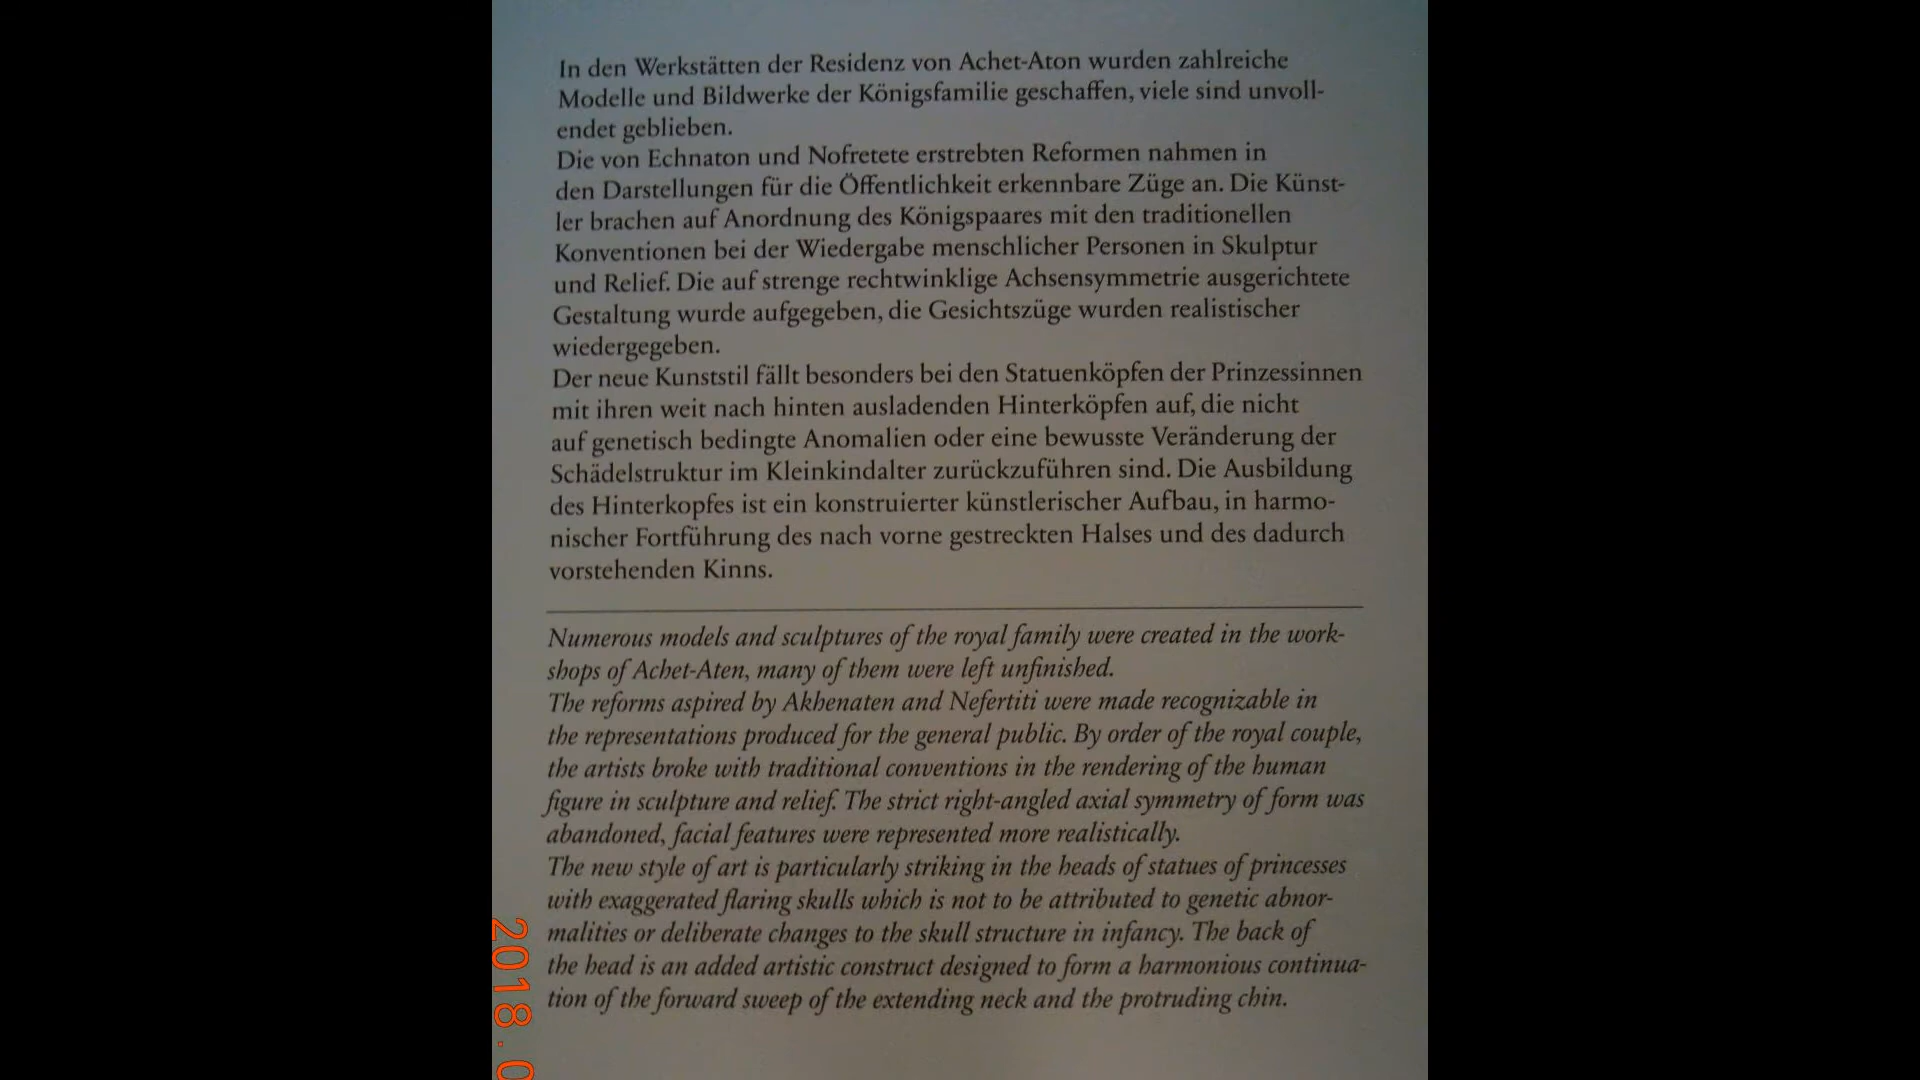 In den Werkstätten der Residenz von Achet-Aton wurden zahlreiche
Modelle und Bildwerke der Königsfamilie geschaffen, viele sind unvoll-
endet geblieben.
Die von Echnaton und Nofretete erstrebten Reformen nahmen in
den Darstellungen für die Öffentlichkeit erkennbare Züge an. Die Künst-
ler brachen auf Anordnung des Königspaares mit den traditionellen
Konventionen bei der Wiedergabe menschlicher Personen in Skulptur
und Relief. Die auf strenge rechtwinklige Achsensymmetrie ausgerichtete
Gestaltung wurde aufgegeben, die Gesichtszüge wurden realistischer
wiedergegeben.
Der neue Kunststil fällt besonders bei den Statuenköpfen der Prinzessinnen
mit ihren weit nach hinten ausladenden Hinterköpfen auf, die nicht
auf genetisch bedingte Anomalien oder eine bewusste Veränderung der
Schädelstruktur im Kleinkindalter zurückzuführen sind. Die Ausbildung
des Hinterkopfes ist ein konstruierter künstlerischer Aufbau, in harmo-
nischer Fortführung des nach vorne gestreckten Halses und des dadurch
vorstehenden Kinns.
Numerous models and sculptures of the royal family were created in the work-
shops of Achet-Aten, many of them were left unfinished.
The reforms aspired by Akhenaten and Nefertiti were made recognizable in
the representations produced for the general public. By order of the royal couple,
the artists broke with traditional conventions in the rendering of the human
figure in sculpture and relief. The strict right-angled axial symmetry of form was
abandoned, facial features were represented more realistically.
The new style of art is particularly striking in the heads of statues of princesses
with exaggerated flaring skulls which is not to be attributed to genetic abnor-
malities or deliberate changes to the skull structure in infancy. The back of
the head is an added artistic construct designed to form a harmonious continua-
tion of the forward sweep of the extending neck and the protruding chin.
2018.0